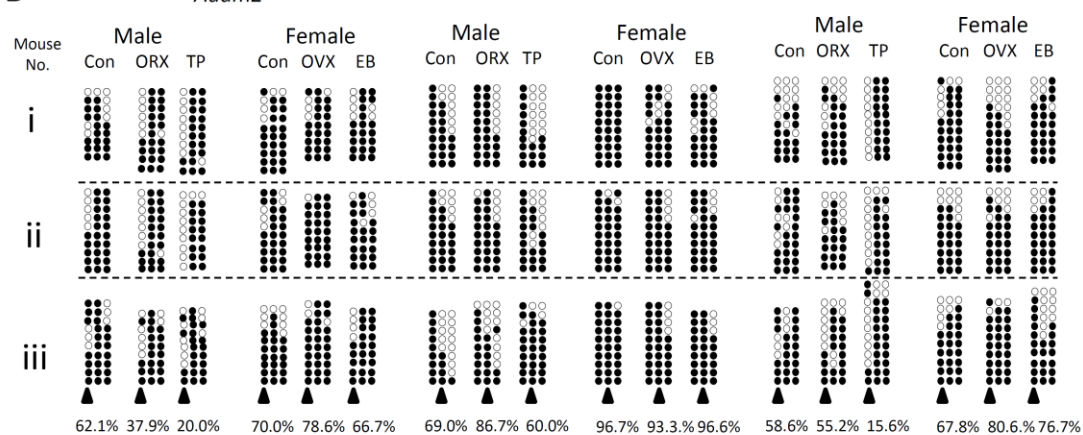 Male Female Male Female Male Female
Mouse No. Con ORX TP Con OVX EB Con ORX TP Con OVX EB Con ORX TP Con OVX EB
i
ii
iii
62.1% 37.9% 20.0% 70.0% 78.6% 66.7% 69.0% 86.7% 60.0% 96.7% 93.3.% 96.6% 58.6% 55.2% 15.6% 67.8% 80.6.% 76.7%